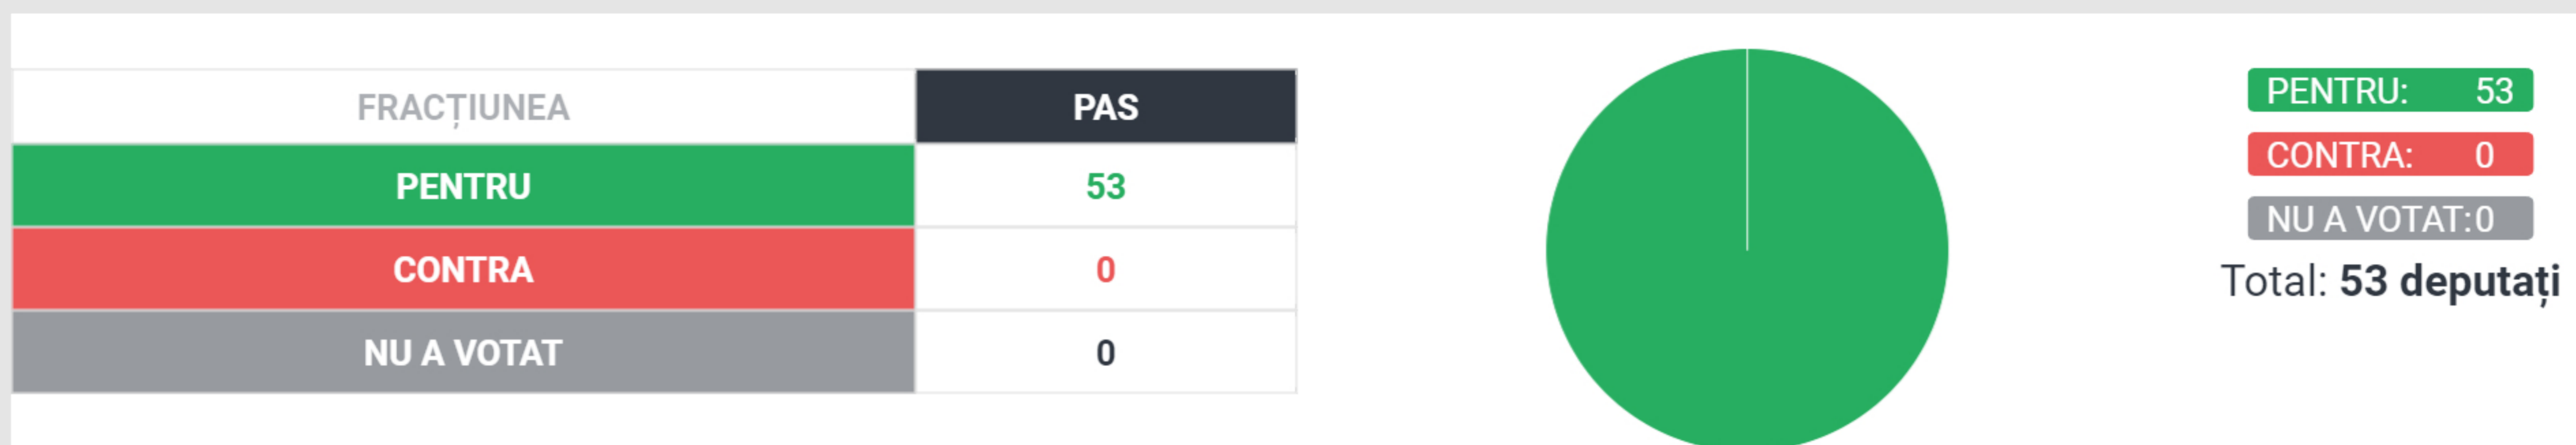 FRACȚIUNEA PAS
PENTRU 53
CONTRA 0
NU A VOTAT 0
PENTRU: 53
CONTRA: 0
NU A VOTAT:0
Total: 53 deputați